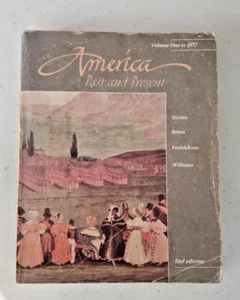 Volume One to 1877
America
Past and Present
Divine
Breen
Fredrickson
Williams
2nd edition